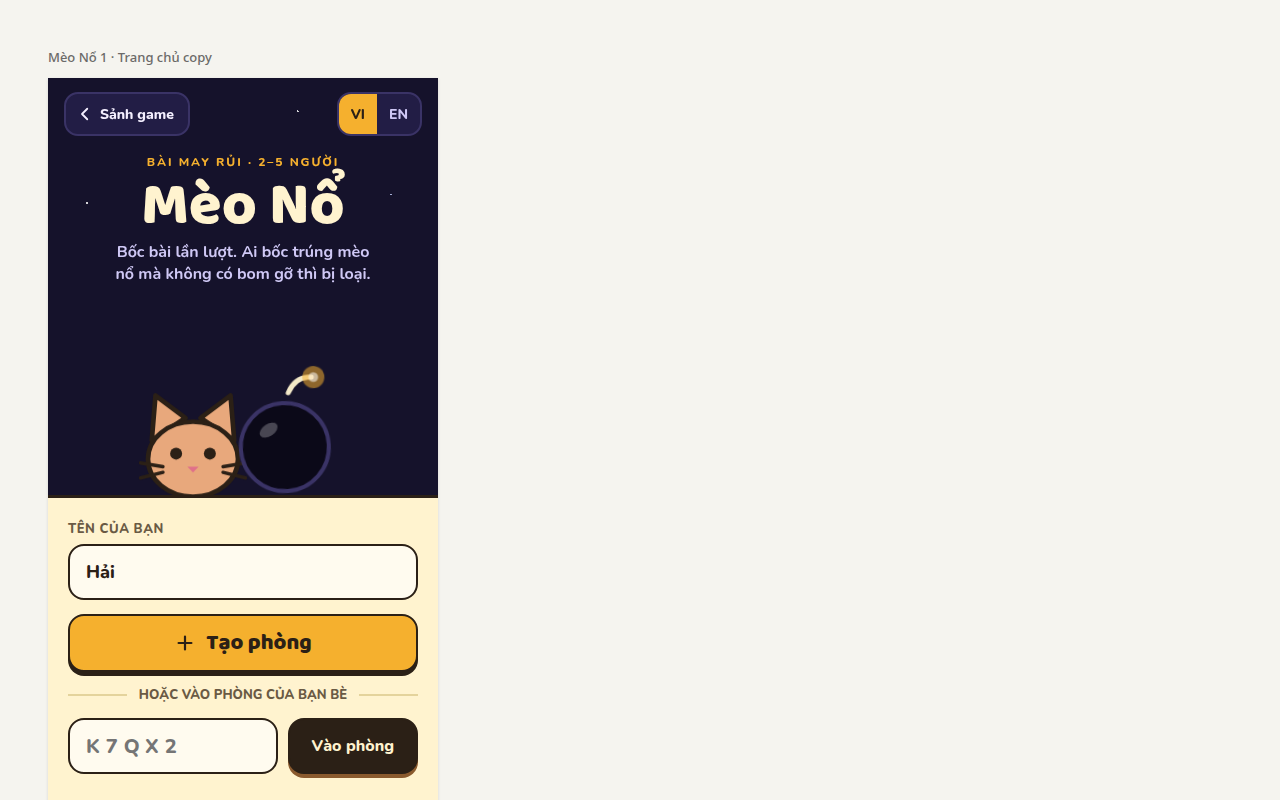 Mèo Nổ 1 · Trang chủ copy
Sảnh game
VI
EN
BÀI MAY RỦI · 2–5 NGƯỜI
Mèo Nổ
Bốc bài lần lượt. Ai bốc trúng mèo
nổ mà không có bom gỡ thì bị loại.
TÊN CỦA BẠN
Hải
+ Tạo phòng
HOẶC VÀO PHÒNG CỦA BẠN BÈ
K7QX2
Vào phòng